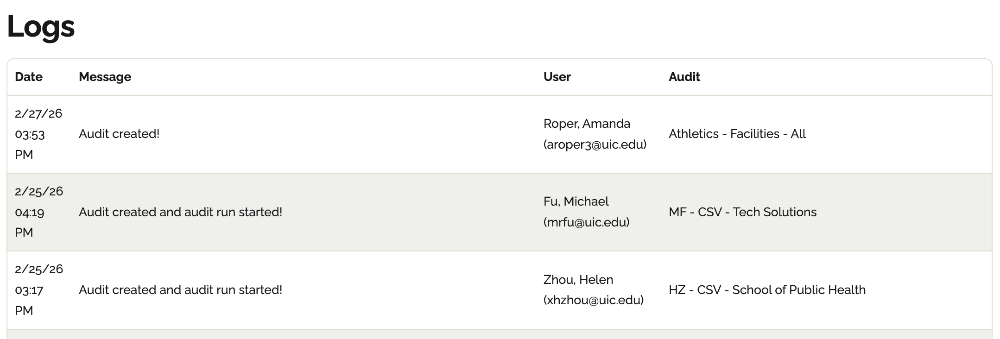 Logs
Date Message User Audit
2/27/26
03:53
PM
Audit created!
Roper, Amanda
(aroper3@uic.edu)
Athletics - Facilities - All
2/25/26
04:19
PM
Audit created and audit run started!
Fu, Michael
(mrfu@uic.edu)
MF - CSV - Tech Solutions
2/25/26
03:17
PM
Audit created and audit run started!
Zhou, Helen
(xhzhou@uic.edu)
HZ - CSV - School of Public Health